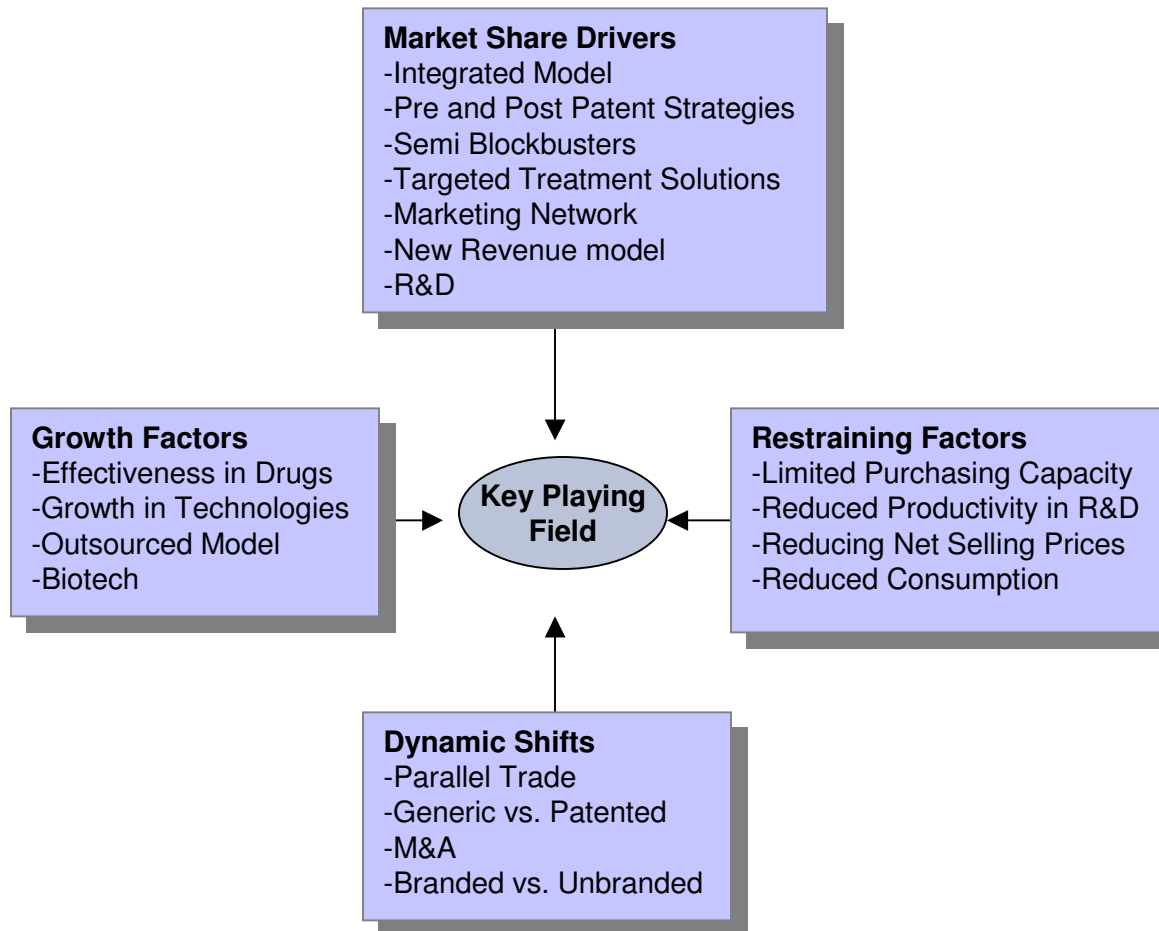 Market Share Drivers
-Integrated Model
-Pre and Post Patent Strategies
-Semi Blockbusters
-Targeted Treatment Solutions
-Marketing Network
-New Revenue model
-R&D
Growth Factors
-Effectiveness in Drugs
-Growth in Technologies
-Outsourced Model
-Biotech
Key Playing
Field
Restraining Factors
-Limited Purchasing Capacity
-Reduced Productivity in R&D
-Reducing Net Selling Prices
-Reduced Consumption
Dynamic Shifts
-Parallel Trade
-Generic vs. Patented
-M&A
-Branded vs. Unbranded